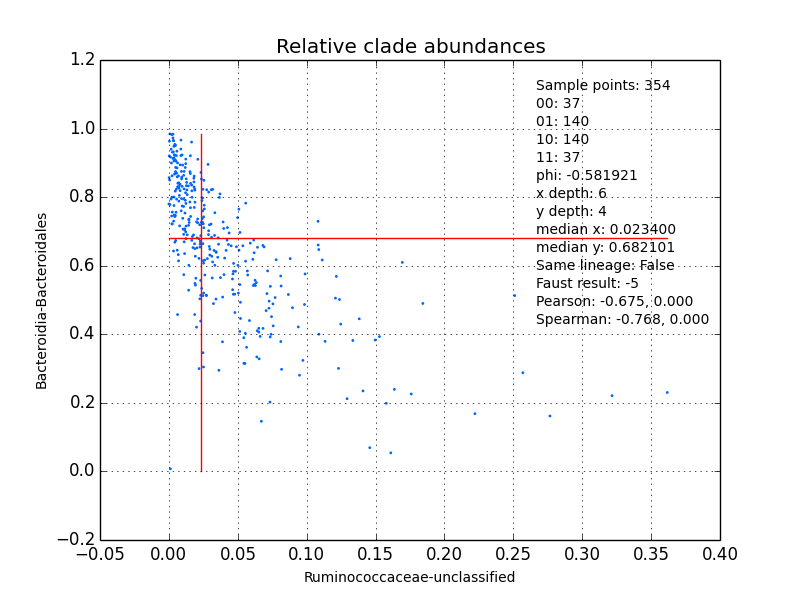 Relative clade abundances
1.2
1.0
0.8
0.6
0.4
0.2
0.0
−0.2
Bacteroidia-Bacteroidales
Sample points: 354
00: 37
01: 140
10: 140
11: 37
phi: -0.581921
x depth: 6
y depth: 4
median x: 0.023400
median y: 0.682101
Same lineage: False
Faust result: -5
Pearson: -0.675, 0.000
Spearman: -0.768, 0.000
−0.05 0.00 0.05 0.10 0.15 0.20 0.25 0.30 0.35 0.40
Ruminococcaceae-unclassified